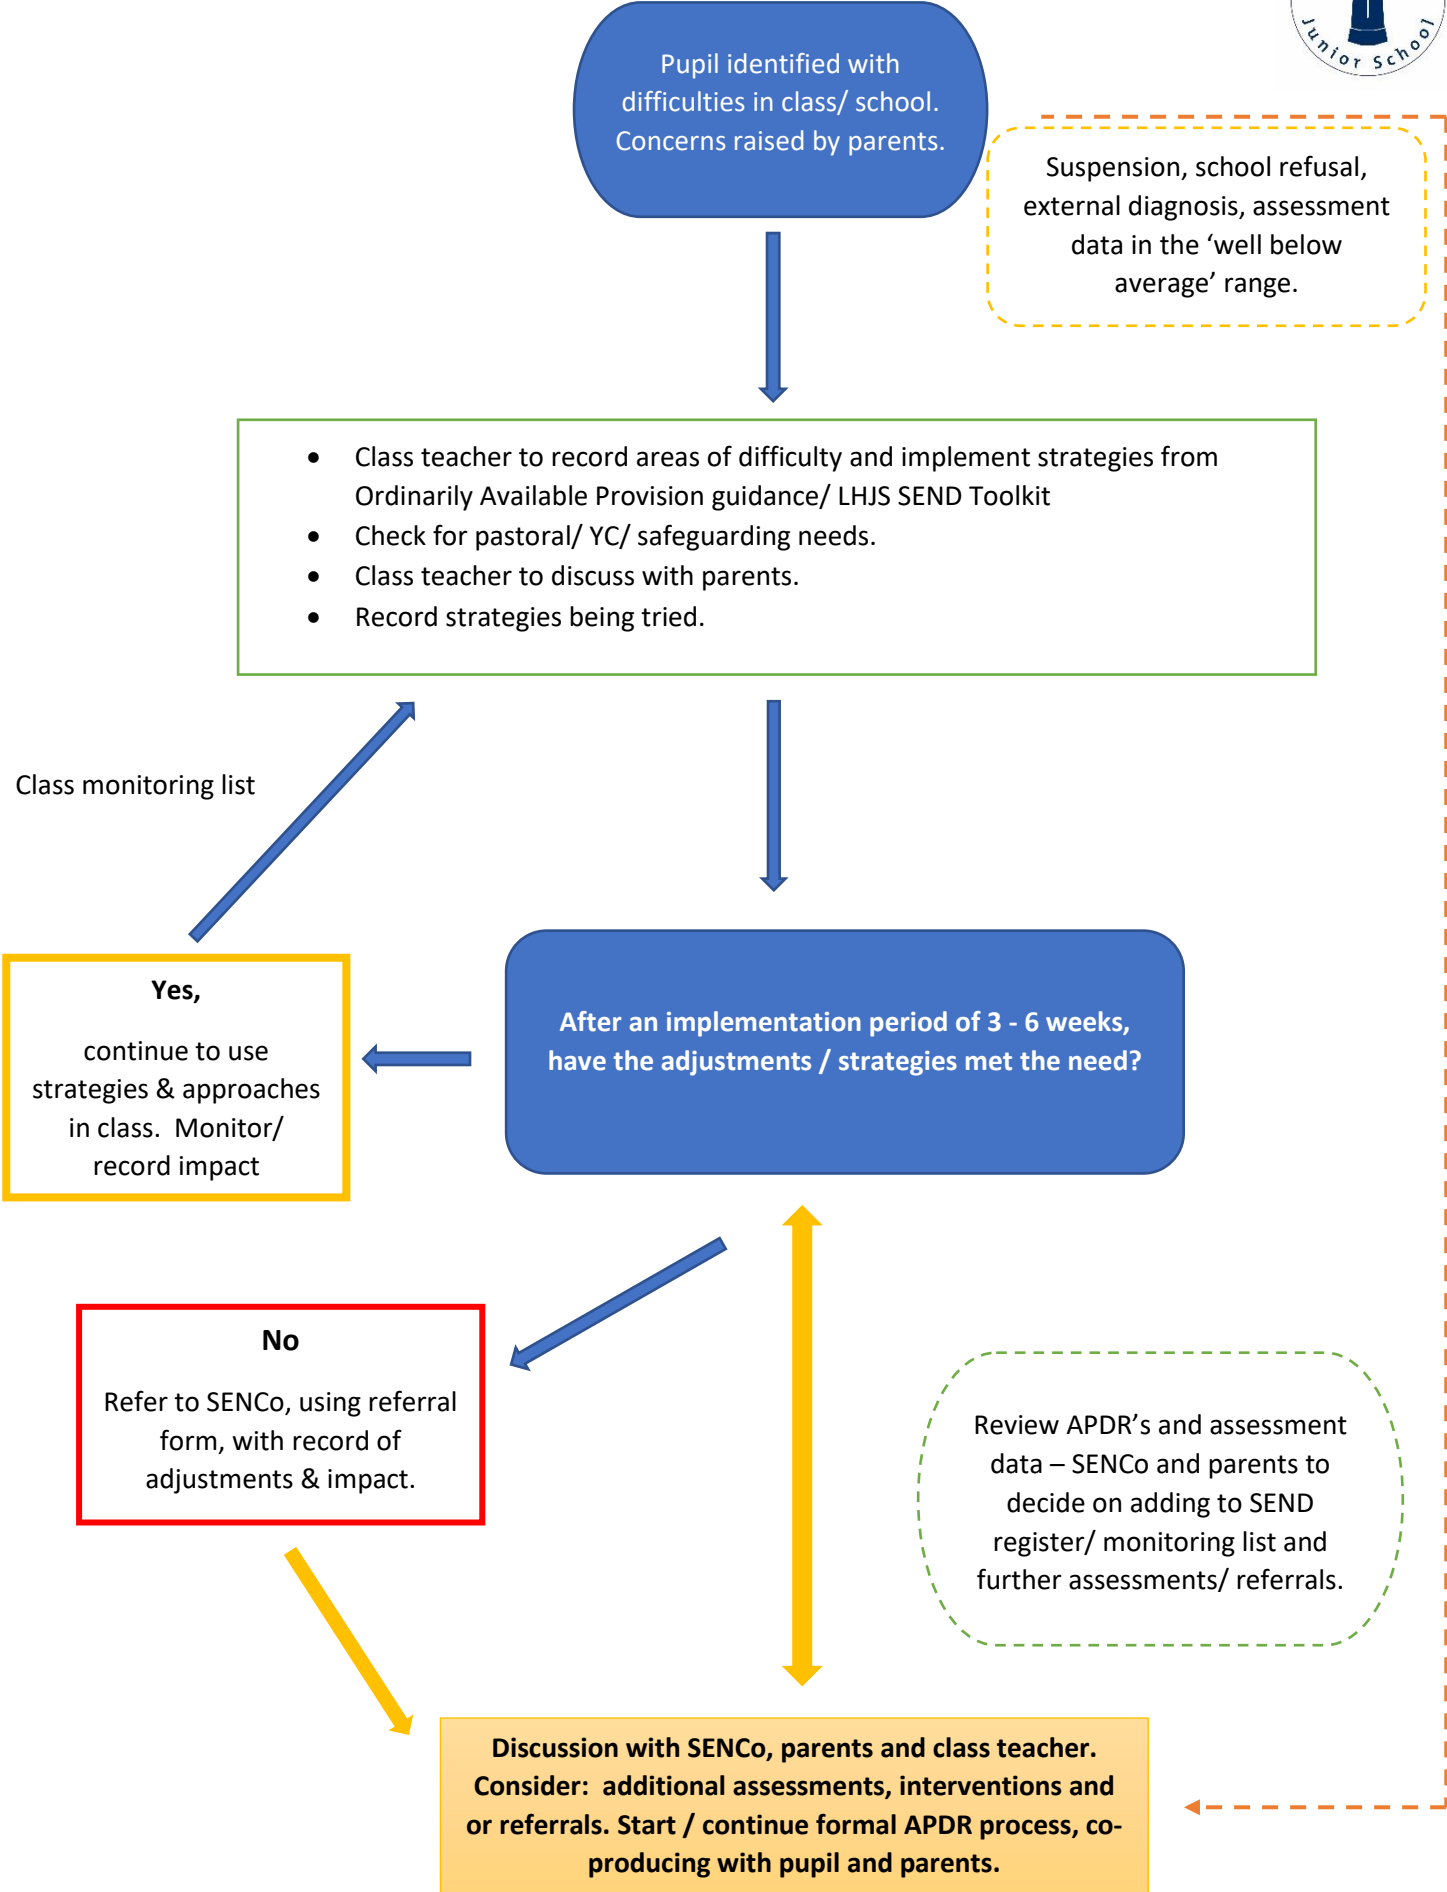 Junior School
Pupil identified with
difficulties in class/ school.
Concerns raised by parents.
Suspension, school refusal,
external diagnosis, assessment
data in the ‘well below
average’ range.
• Class teacher to record areas of difficulty and implement strategies from
Ordinarily Available Provision guidance/ LHJS SEND Toolkit
• Check for pastoral/ YC/ safeguarding needs.
• Class teacher to discuss with parents.
• Record strategies being tried.
Class monitoring list
Yes,
continue to use
strategies & approaches
in class.  Monitor/
record impact
After an implementation period of 3 - 6 weeks,
have the adjustments / strategies met the need?
No
Refer to SENCo, using referral
form, with record of
adjustments & impact.
Review APDR’s and assessment
data – SENCo and parents to
decide on adding to SEND
register/ monitoring list and
further assessments/ referrals.
Discussion with SENCo, parents and class teacher.
Consider:  additional assessments, interventions and
or referrals. Start / continue formal APDR process, co-
producing with pupil and parents.